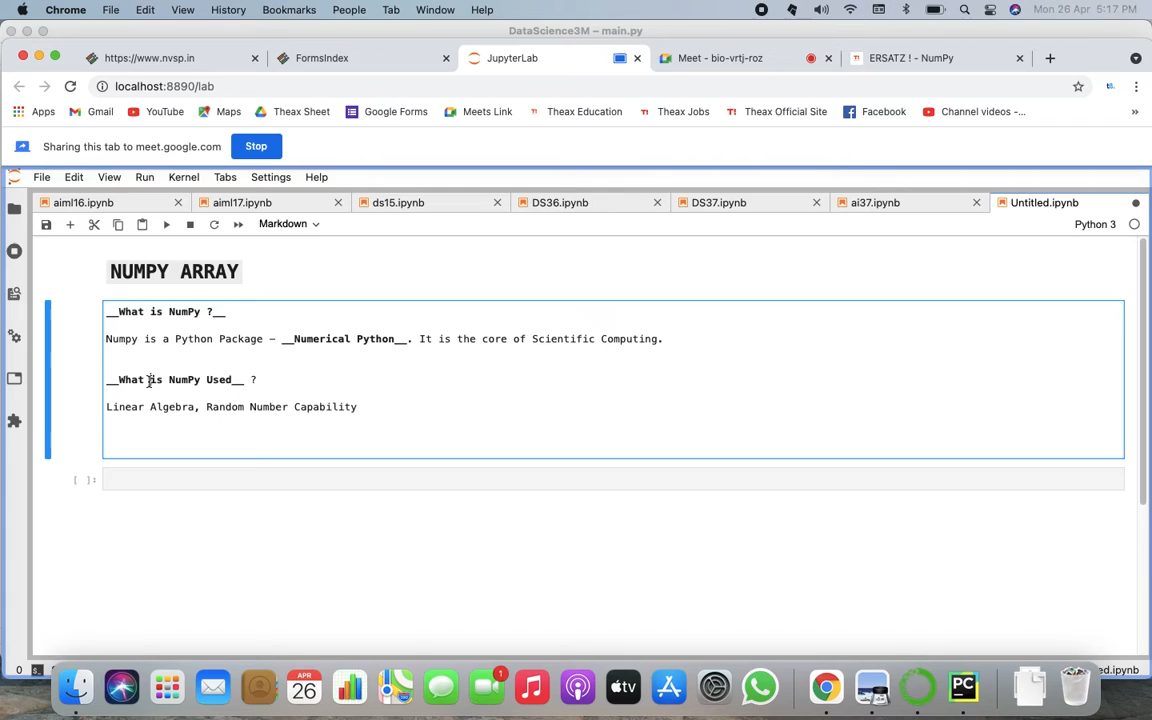 Chrome File Edit View History Bookmarks People Tab Window Help Mon 26 Apr 5:17 PM
DataScience3M – main.py
https://www.nvsp.in FormsIndex JupyterLab Meet - bio-vrtj-roz ERSATZ ! - NumPy
localhost:8890/lab
Apps Gmail YouTube Maps Theax Sheet Google Forms Meets Link Theax Education Theax Jobs Theax Official Site Facebook Channel videos -... »
Sharing this tab to meet.google.com Stop
File Edit View Run Kernel Tabs Settings Help
aiml16.ipynb aiml17.ipynb ds15.ipynb DS36.ipynb DS37.ipynb ai37.ipynb Untitled.ipynb
Markdown Python 3
NUMPY ARRAY
__What is NumPy ?__
Numpy is a Python Package – __Numerical Python__. It is the core of Scientific Computing.
__What is NumPy Used__ ?
Linear Algebra, Random Number Capability
[ ]:
0 $_ ed.ipynb
APR
26
1
tv
PC